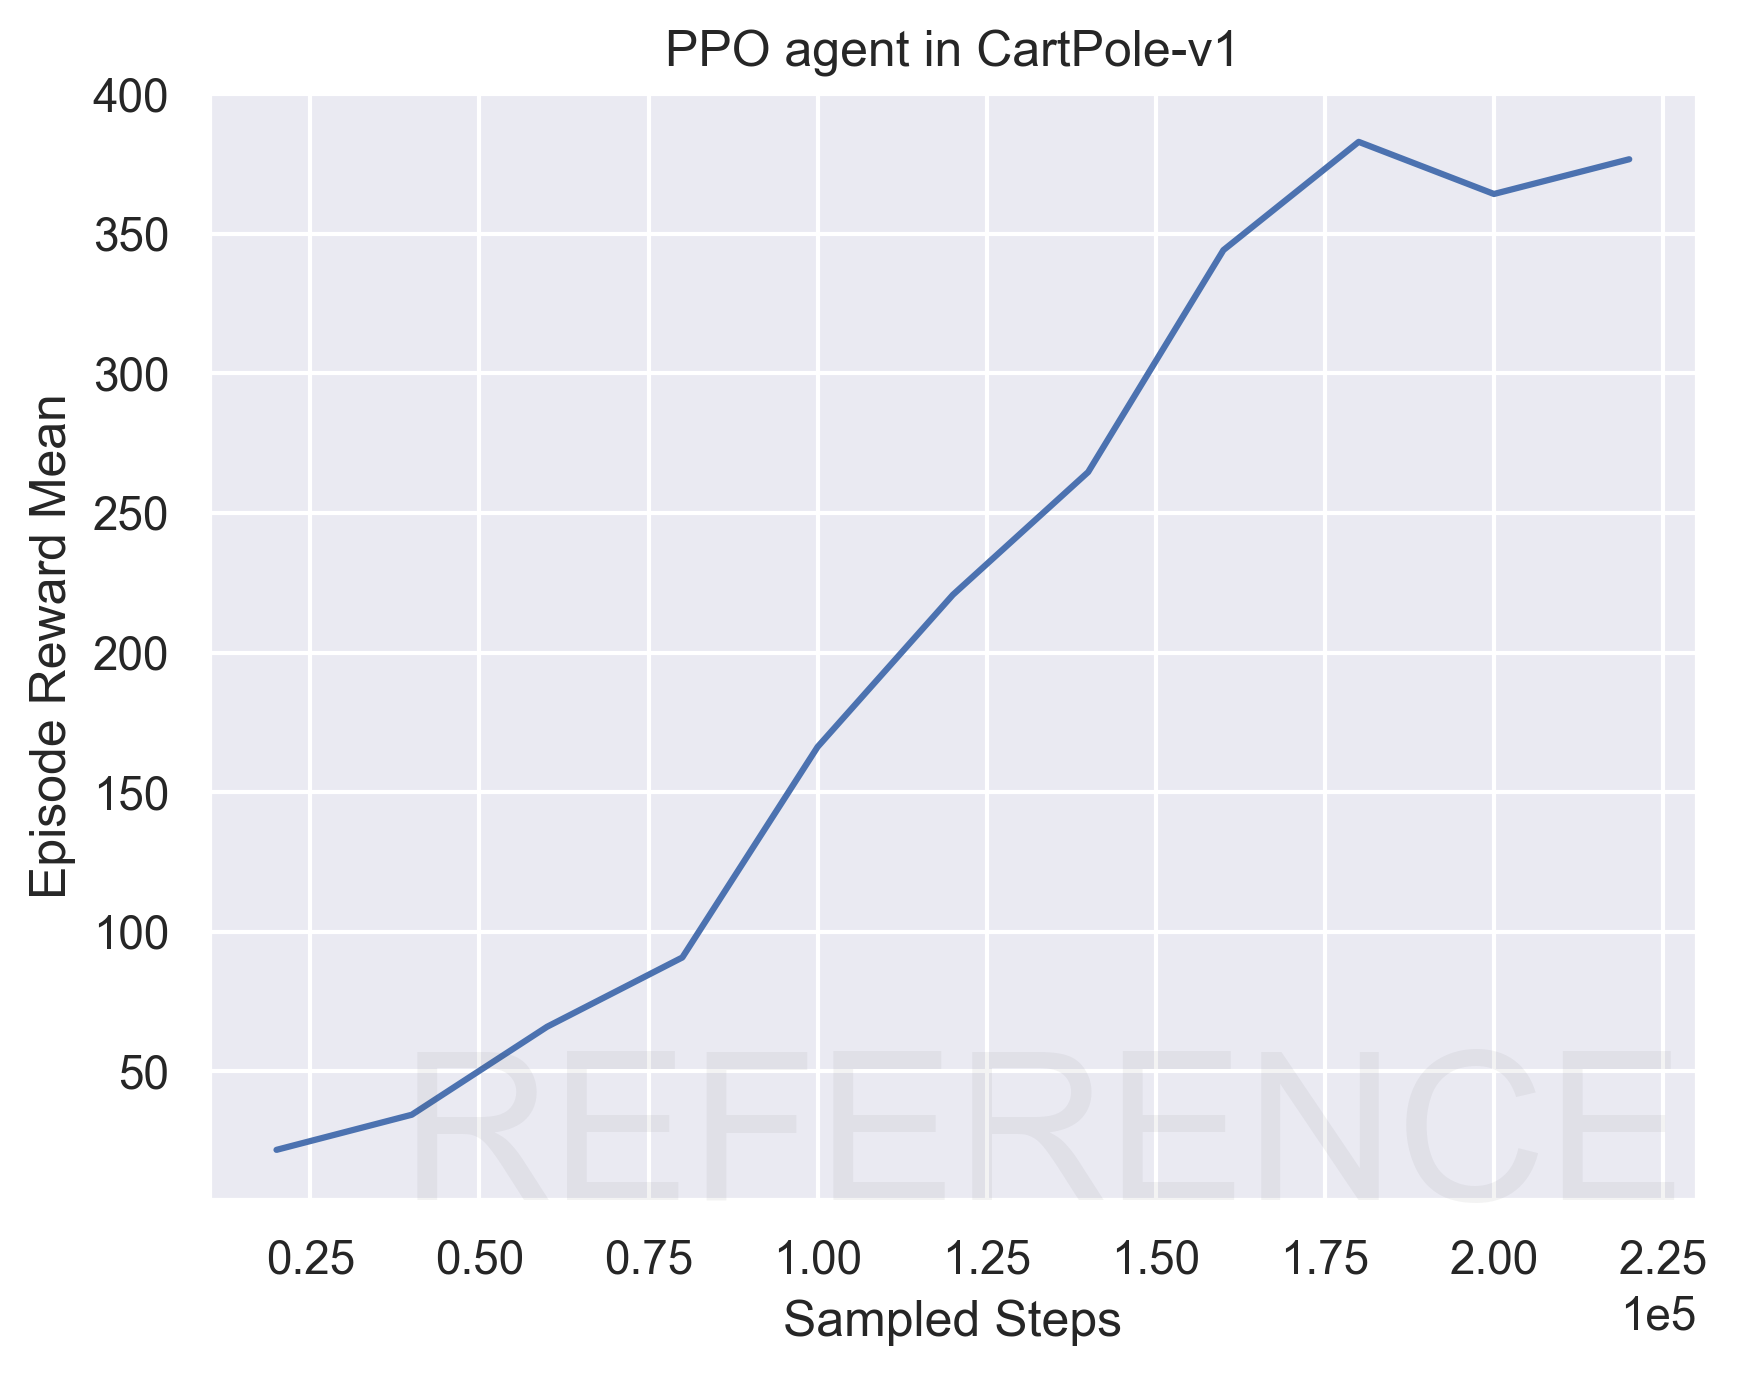 PPO agent in CartPole-v1
400
350
300
250
200
150
100
50
Episode Reward Mean
REFERENCE
0.25 0.50 0.75 1.00 1.25 1.50 1.75 2.00 2.25
1e5
Sampled Steps